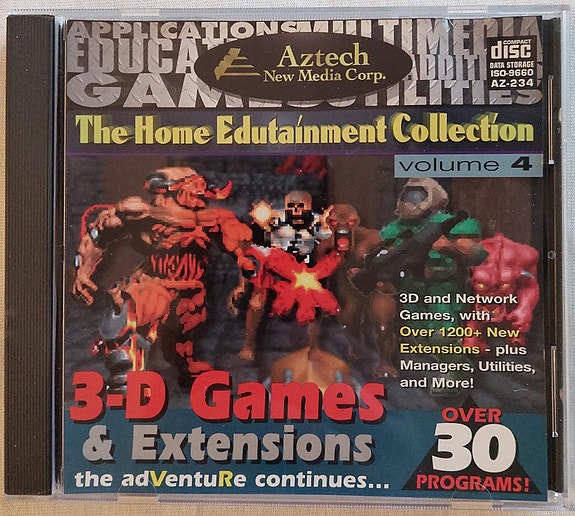 APPLICATIONS MULTIMEDIA
GAMES UTILITIES
Aztech
New Media Corp.
COMPACT
disc
DATA STORAGE
ISO-9660
AZ-234
The Home Edutainment Collection
volume 4
3D and Network
Games, with
Over 1200+ New
Extensions - plus
Managers, Utilities,
and More!
3-D Games
& Extensions
the adVentuRe continues...
OVER
30
PROGRAMS!